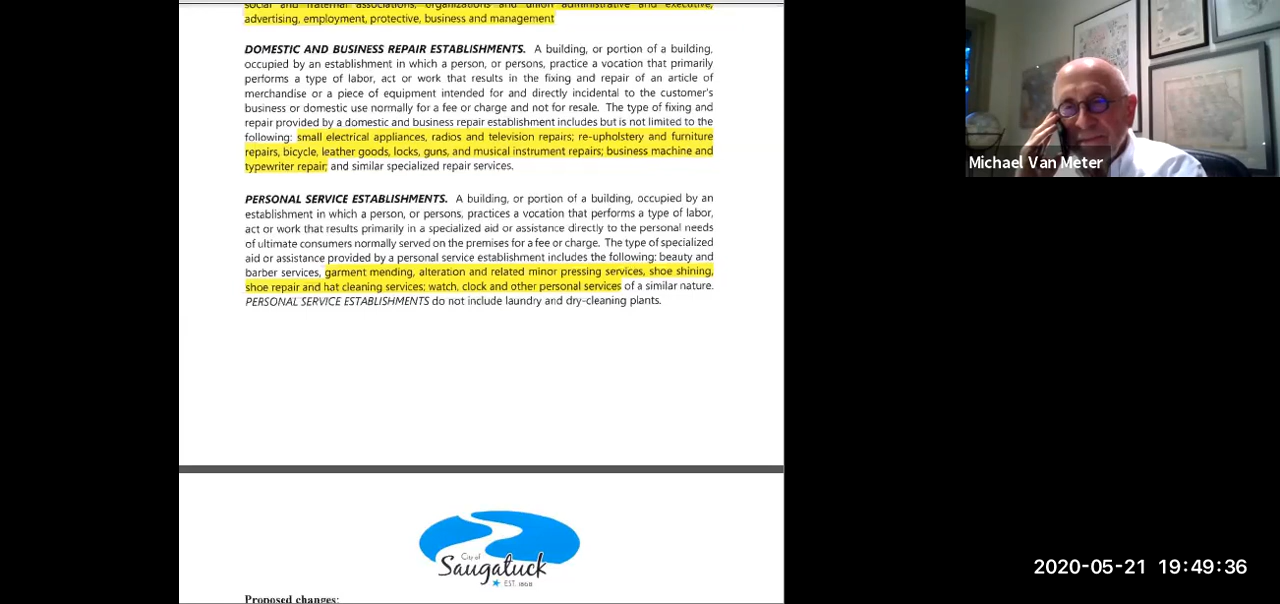 social and fraternal associations, organizations and union administrative and executive,
advertising, employment, protective, business and management
DOMESTIC AND BUSINESS REPAIR ESTABLISHMENTS. A building, or portion of a building,
occupied by an establishment in which a person, or persons, practice a vocation that primarily
performs a type of labor, act or work that results in the fixing and repair of an article of
merchandise or a piece of equipment intended for and directly incidental to the customer's
business or domestic use normally for a fee or charge and not for resale. The type of fixing and
repair provided by a domestic and business repair establishment includes but is not limited to the
following: small electrical appliances, radios and television repairs; re-upholstery and furniture
repairs, bicycle, leather goods, locks, guns, and musical instrument repairs; business machine and
typewriter repair; and similar specialized repair services.
PERSONAL SERVICE ESTABLISHMENTS. A building, or portion of a building, occupied by an
establishment in which a person, or persons, practices a vocation that performs a type of labor,
act or work that results primarily in a specialized aid or assistance directly to the personal needs
of ultimate consumers normally served on the premises for a fee or charge. The type of specialized
aid or assistance provided by a personal service establishment includes the following: beauty and
barber services, garment mending, alteration and related minor pressing services, shoe shining,
shoe repair and hat cleaning services; watch, clock and other personal services of a similar nature.
PERSONAL SERVICE ESTABLISHMENTS do not include laundry and dry-cleaning plants.
City of
Saugatuck
EST. 1868
Proposed changes:
Michael Van Meter
2020-05-21 19:49:36